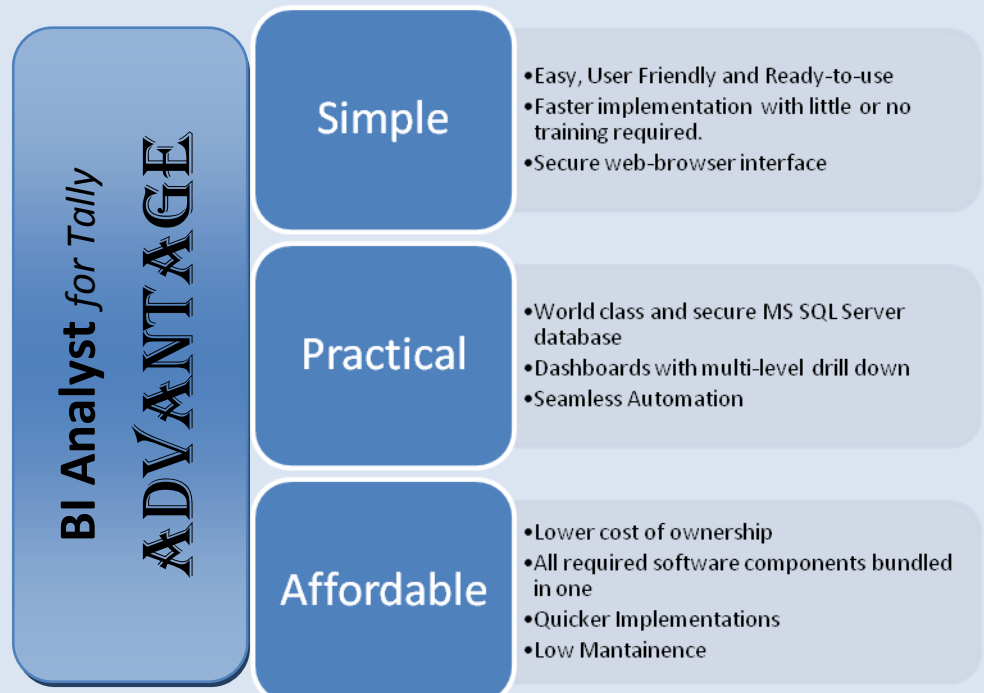 BI Analyst for Tally
ADVANTAGE
Simple
•Easy, User Friendly and Ready-to-use
•Faster implementation with little or no
training required.
•Secure web-browser interface
Practical
•World class and secure MS SQL Server
database
•Dashboards with multi-level drill down
•Seamless Automation
Affordable
•Lower cost of ownership
•All required software components bundled
in one
•Quicker Implementations
•Low Mantainence